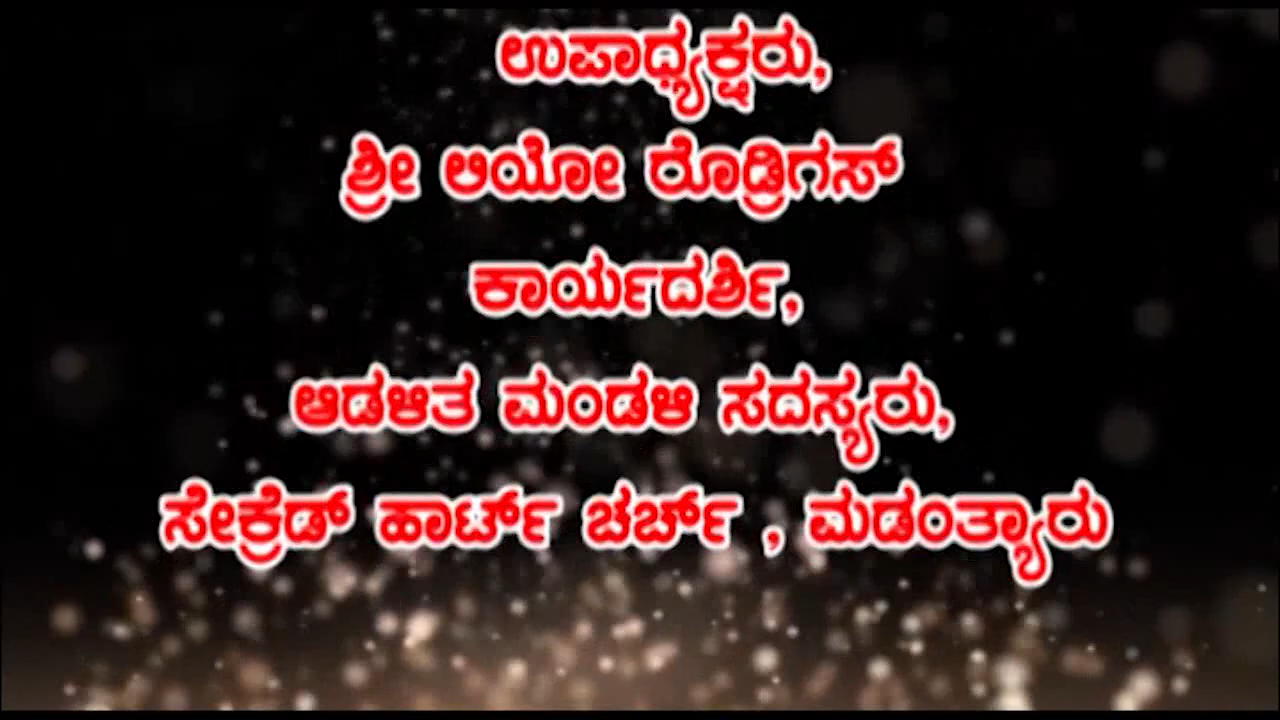 ಉಪಾಧ್ಯಕ್ಷರು,
ಶ್ರೀ ಲಿಯೋ ರೊಡ್ರಿಗಸ್
ಕಾರ್ಯದರ್ಶಿ,
ಆಡಳಿತ ಮಂಡಳಿ ಸದಸ್ಯರು,
ಸೇಕ್ರೆಡ್ ಹಾರ್ಟ್ ಚರ್ಚ್ , ಮಡಂತ್ಯಾರು